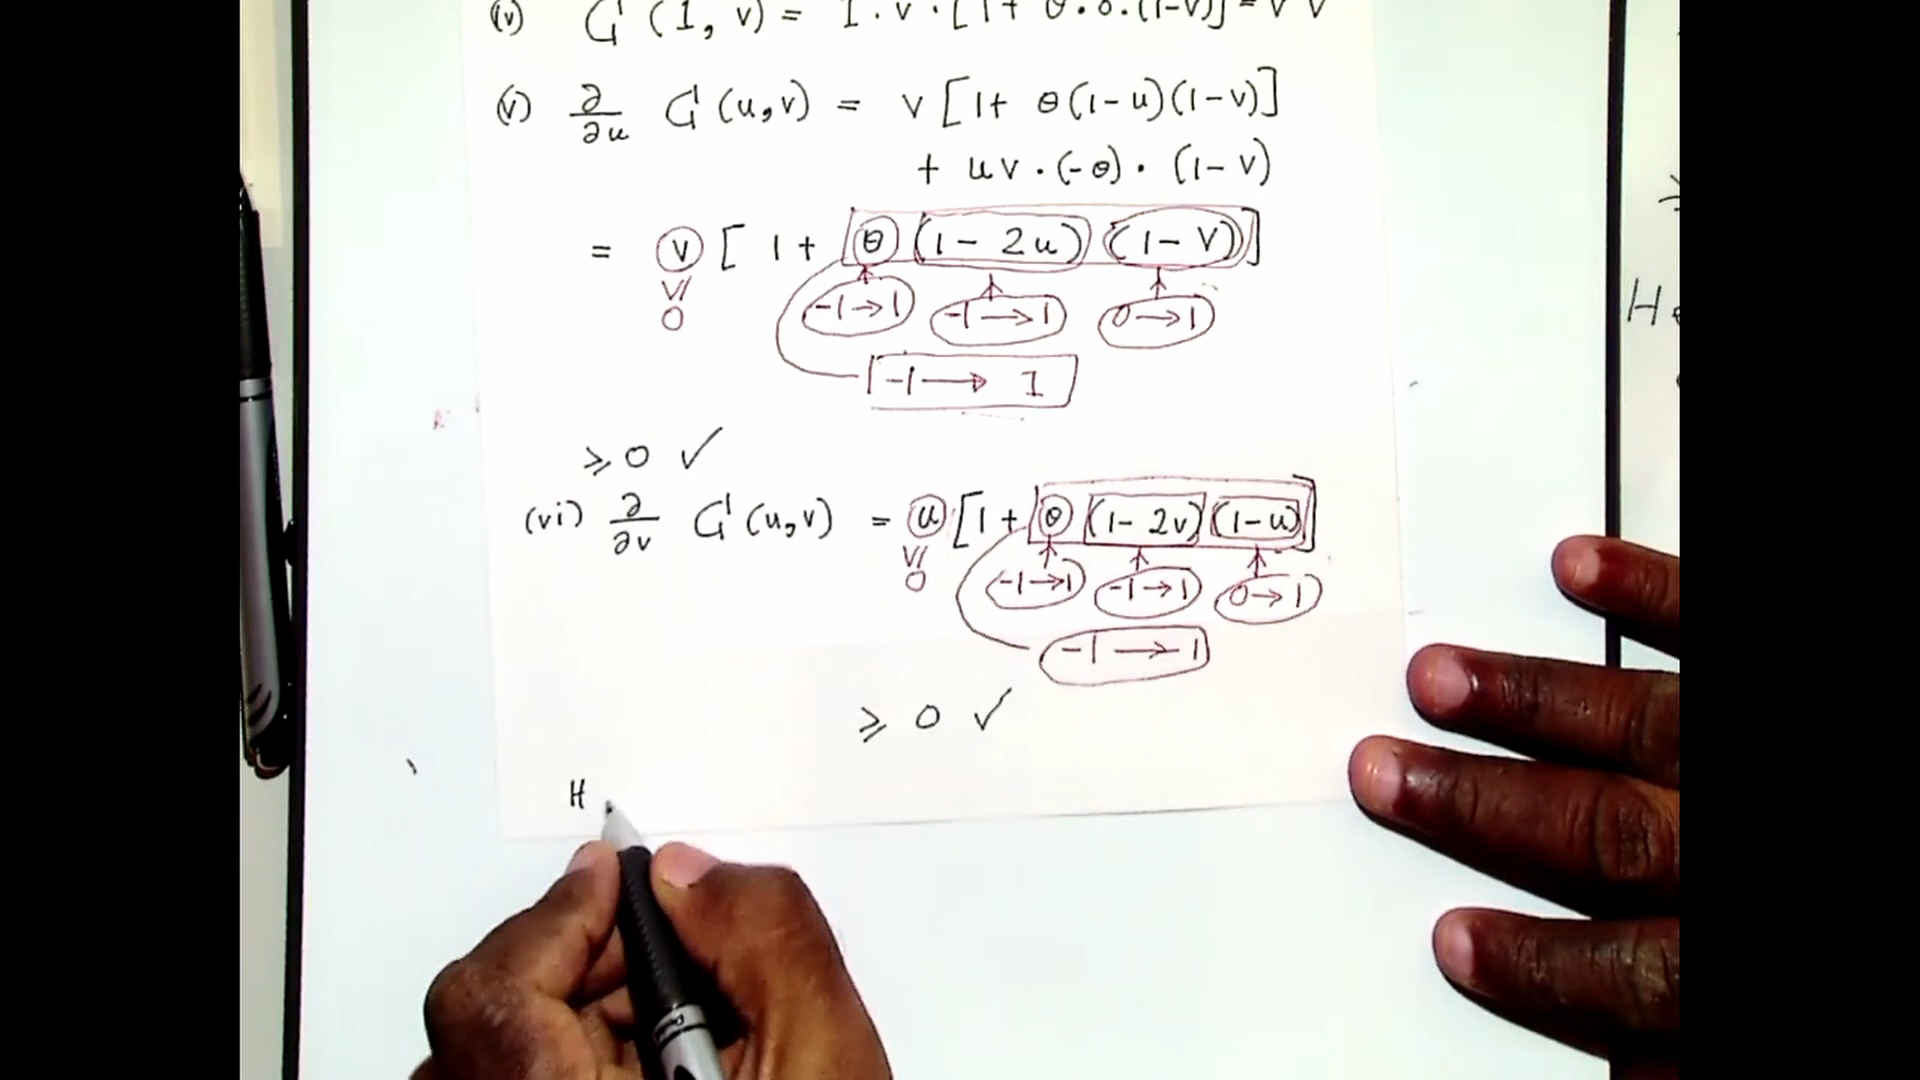 (iv) C(1, v) = 1 · v · [1 + θ · 0 · (1-v)] = v ✓
(v) ∂/∂u C(u,v) = v [1 + θ(1-u)(1-v)]
+ uv · (-θ) · (1-v)
= v [1 + θ (1-2u) (1-v)]
≥ 0
-1→1 -1→1 0→1
-1→1
≥ 0 ✓
(vi) ∂/∂v C(u,v) = u [1 + θ (1-2v) (1-u)]
≥ 0
-1→1 -1→1 0→1
-1→1
≥ 0 ✓
H
H